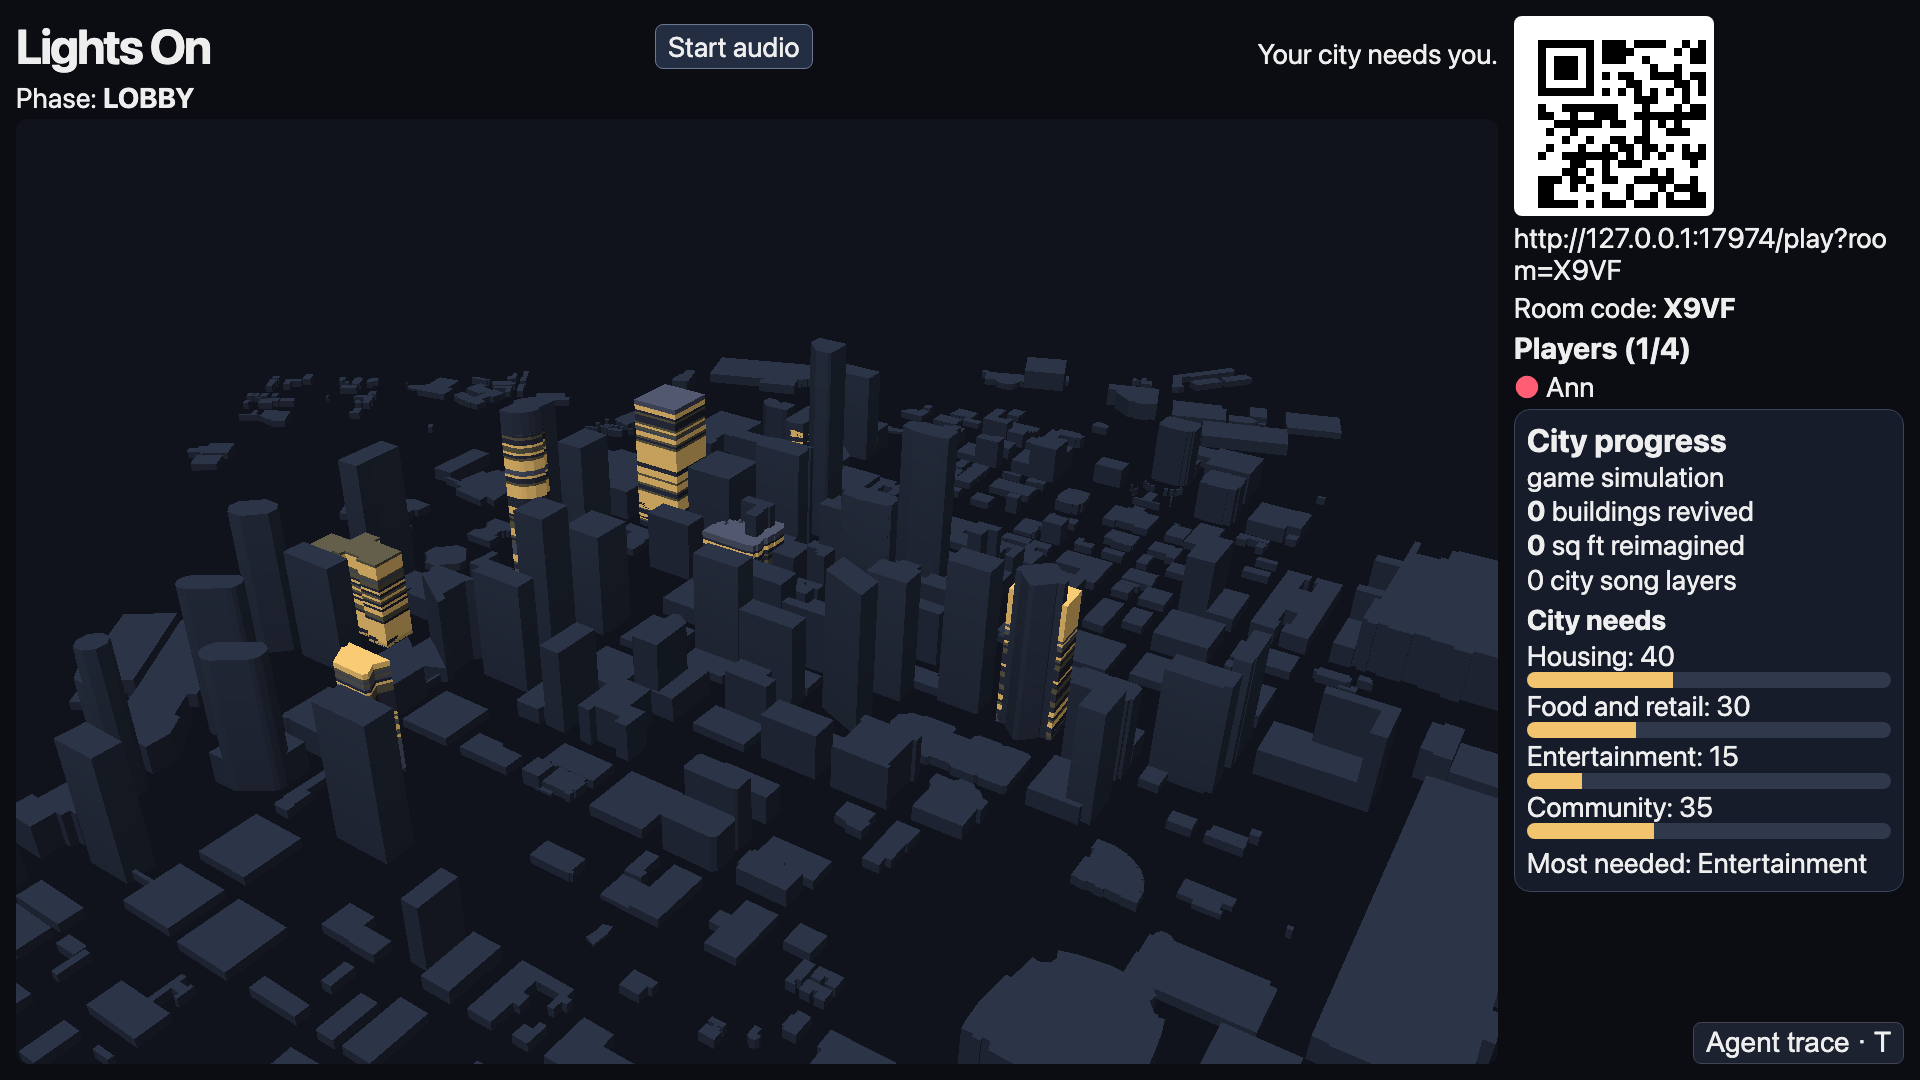 Lights On
Phase: LOBBY
Start audio
Your city needs you.
http://127.0.0.1:17974/play?roo
m=X9VF
Room code: X9VF
Players (1/4)
Ann
City progress
game simulation
0 buildings revived
0 sq ft reimagined
0 city song layers
City needs
Housing: 40
Food and retail: 30
Entertainment: 15
Community: 35
Most needed: Entertainment
Agent trace · T